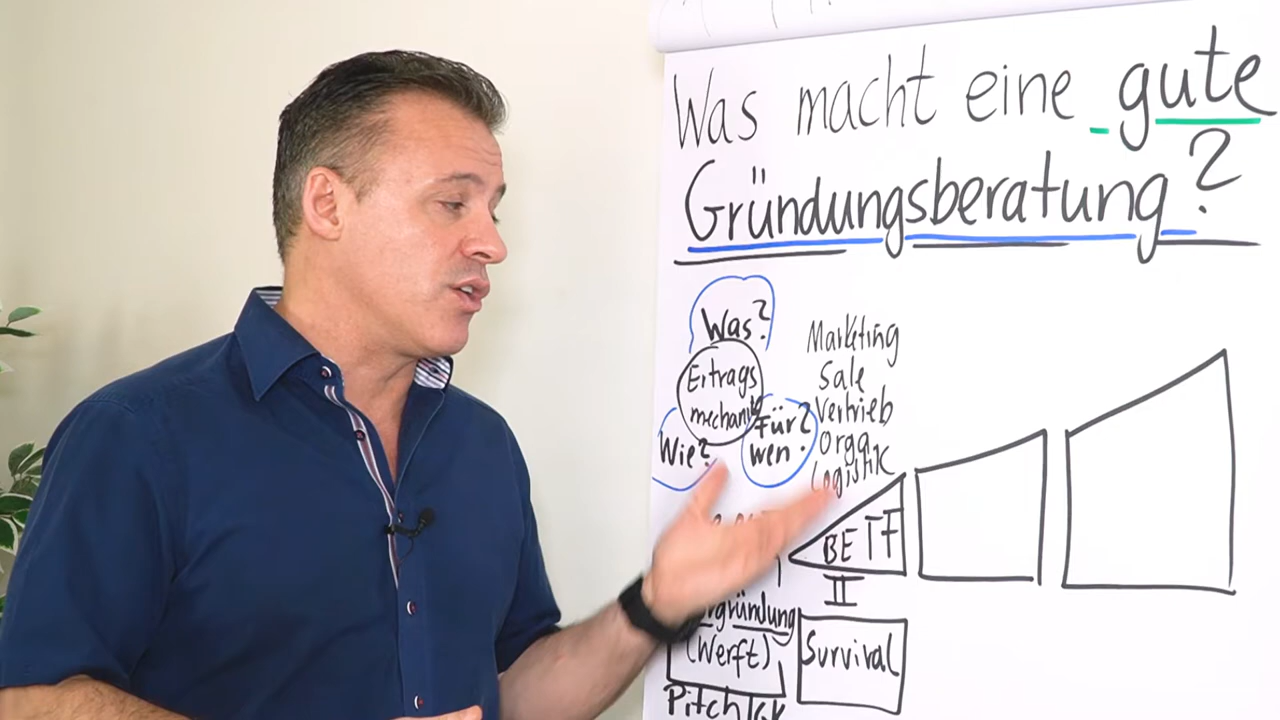 Was macht eine gute
Gründungsberatung?
Was?
Ertrags
mechanik
Wie?
Für
wen?
Marketing
Sale
Vertrieb
Orga
Logistik
BETF
II
(Werft)
Survival
Pitch